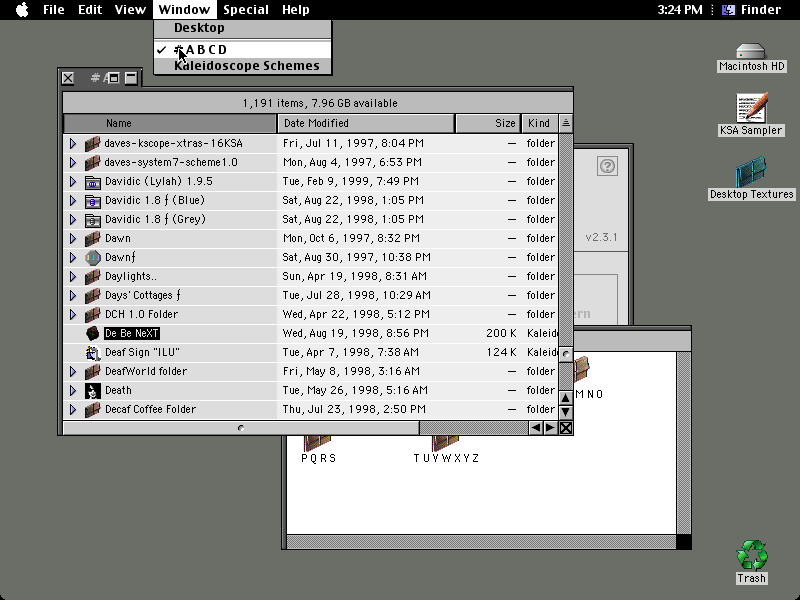 File Edit View Window Special Help 3:24 PM Finder
Desktop
# A B C D
Kaleidoscope Schemes
Macintosh HD
KSA Sampler
Desktop Textures
Trash
# A
1,191 items, 7.96 GB available
Name Date Modified Size Kind
daves-kscope-xtras-16KSA Fri, Jul 11, 1997, 8:04 PM — folder
daves-system7-scheme1.0 Mon, Aug 4, 1997, 6:53 PM — folder
Davidic (Lylah) 1.9.5 Tue, Feb 9, 1999, 7:49 PM — folder
Davidic 1.8 ƒ (Blue) Sat, Aug 22, 1998, 1:05 PM — folder
Davidic 1.8 ƒ (Grey) Sat, Aug 22, 1998, 1:05 PM — folder
Dawn Mon, Oct 6, 1997, 8:32 PM — folder
Dawnƒ Sat, Aug 30, 1997, 10:38 PM — folder
Daylights.. Sun, Apr 19, 1998, 8:31 AM — folder
Days' Cottages ƒ Tue, Jul 28, 1998, 10:29 AM — folder
DCH 1.0 Folder Wed, Apr 22, 1998, 5:12 PM — folder
De Be NeXT Wed, Aug 19, 1998, 8:56 PM 200 K Kaleid
Deaf Sign "ILU" Tue, Apr 7, 1998, 7:38 AM 124 K Kaleid
DeafWorld folder Fri, May 8, 1998, 3:16 AM — folder
Death Tue, May 26, 1998, 5:16 AM — folder
Decaf Coffee Folder Thu, Jul 23, 1998, 2:50 PM — folder
v2.3.1
ern
M N O
P Q R S
T U V W X Y Z